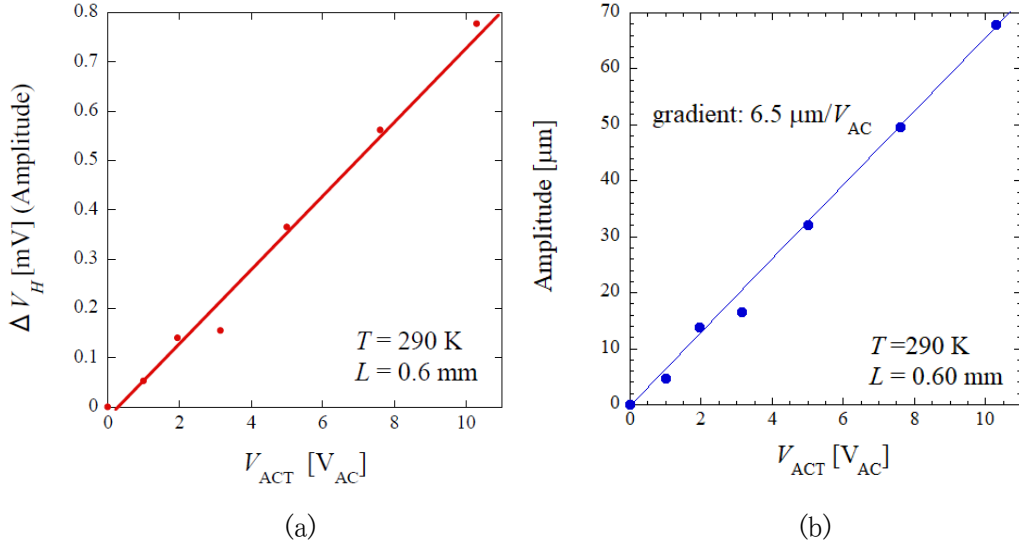 0.8
0.7
0.6
0.5
0.4
0.3
0.2
0.1
0
Δ V_H [mV] (Amplitude)
T = 290 K
L = 0.6 mm
0 2 4 6 8 10
V_ACT [V_AC]
(a)
70
60
50
40
30
20
10
0
Amplitude [μm]
gradient: 6.5 μm/V_AC
T =290 K
L = 0.60 mm
0 2 4 6 8 10
V_ACT [V_AC]
(b)